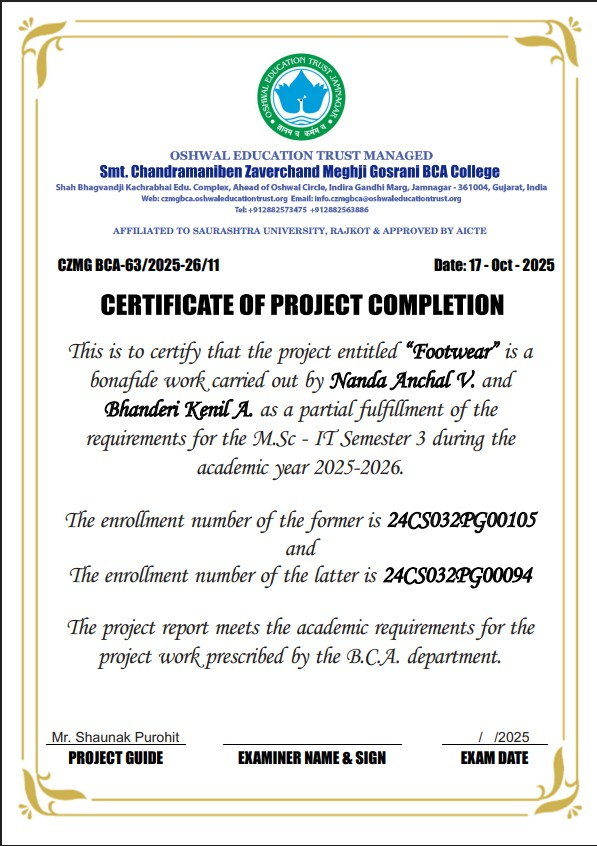 OSHWAL EDUCATION TRUST JAMNAGAR
ज्ञानम् च कर्मम् च
OSHWAL EDUCATION TRUST MANAGED
Smt. Chandramaniben Zaverchand Meghji Gosrani BCA College
Shah Bhagvandji Kachrabhai Edu. Complex, Ahead of Oshwal Circle, Indira Gandhi Marg, Jamnagar - 361004, Gujarat, India
Web: czmgbca.oshwaleducationtrust.org Email: info.czmgbca@oshwaleducationtrust.org
Tel: +912882573475 +912882563886
AFFILIATED TO SAURASHTRA UNIVERSITY, RAJKOT & APPROVED BY AICTE
CZMG BCA-63/2025-26/11 Date: 17 - Oct - 2025
CERTIFICATE OF PROJECT COMPLETION
This is to certify that the project entitled “Footwear” is a
bonafide work carried out by Nanda Anchal V. and
Bhanderi Kenil A. as a partial fulfillment of the
requirements for the M.Sc - IT Semester 3 during the
academic year 2025-2026.
The enrollment number of the former is 24CS032PG00105
and
The enrollment number of the latter is 24CS032PG00094
The project report meets the academic requirements for the
project work prescribed by the B.C.A. department.
Mr. Shaunak Purohit / /2025
PROJECT GUIDE EXAMINER NAME & SIGN EXAM DATE